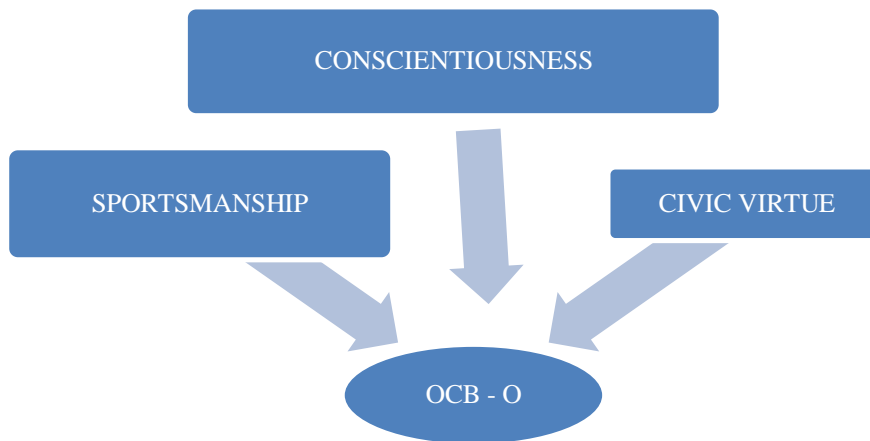 CONSCIENTIOUSNESS
SPORTSMANSHIP
CIVIC VIRTUE
OCB - O